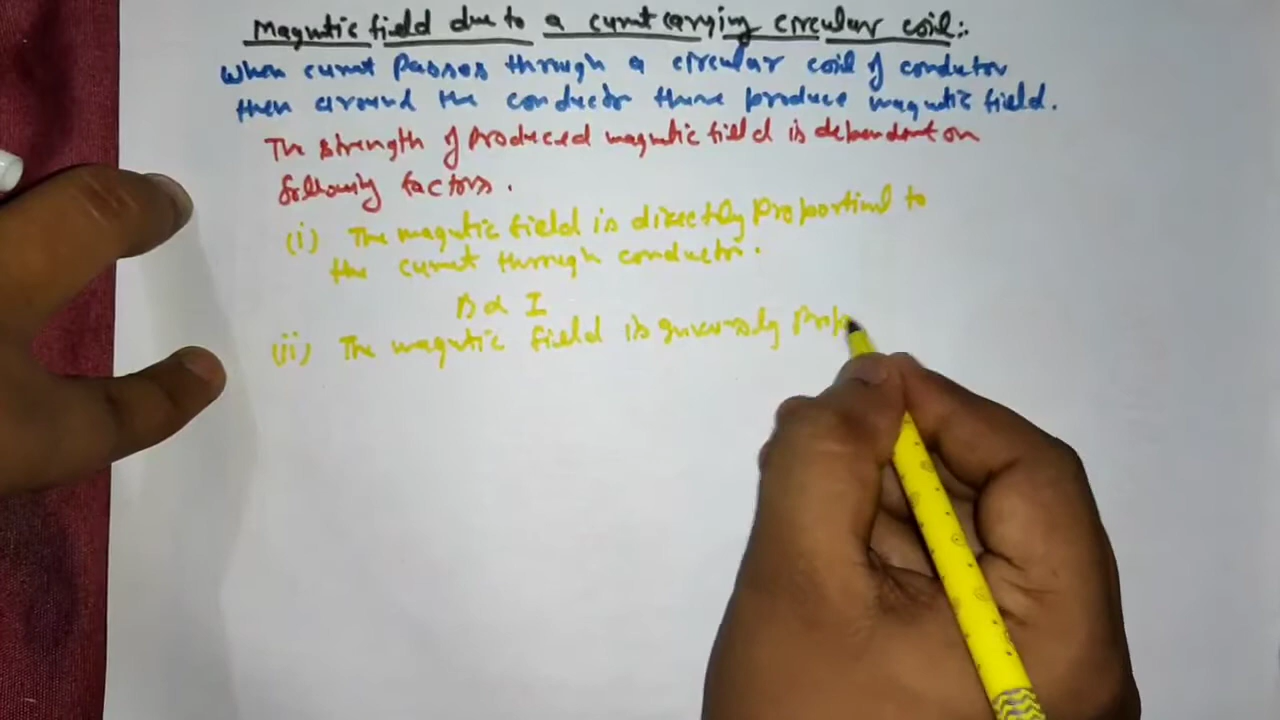 Magnetic field due to a current carrying circular coil:-
When current passes through a circular coil of conductor
then around the conductor there produce magnetic field.
The strength of produced magnetic field is dependent on
following factors.
(i) The magnetic field is directly proportional to
the current through conductor.
B ∝ I
(ii) The magnetic field is inversely Prop